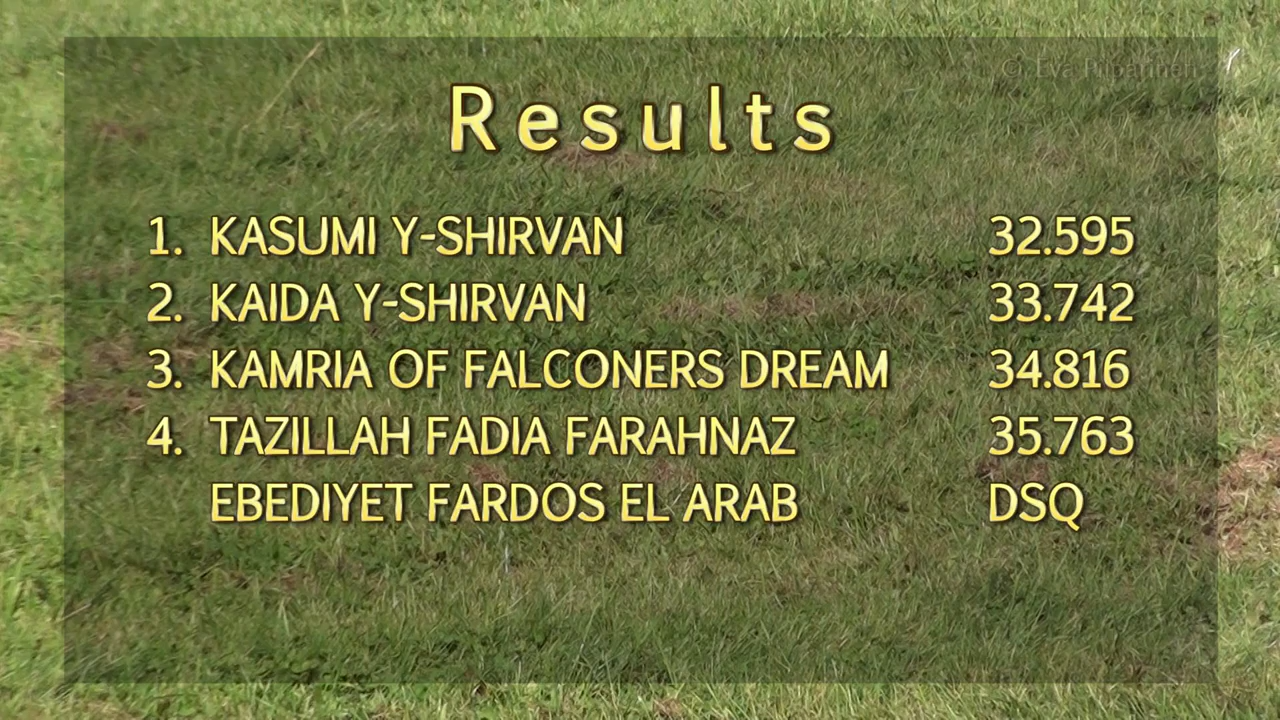 Results
1. KASUMI Y-SHIRVAN 32.595
2. KAIDA Y-SHIRVAN 33.742
3. KAMRIA OF FALCONERS DREAM 34.816
4. TAZILLAH FADIA FARAHNAZ 35.763
EBEDIYET FARDOS EL ARAB DSQ